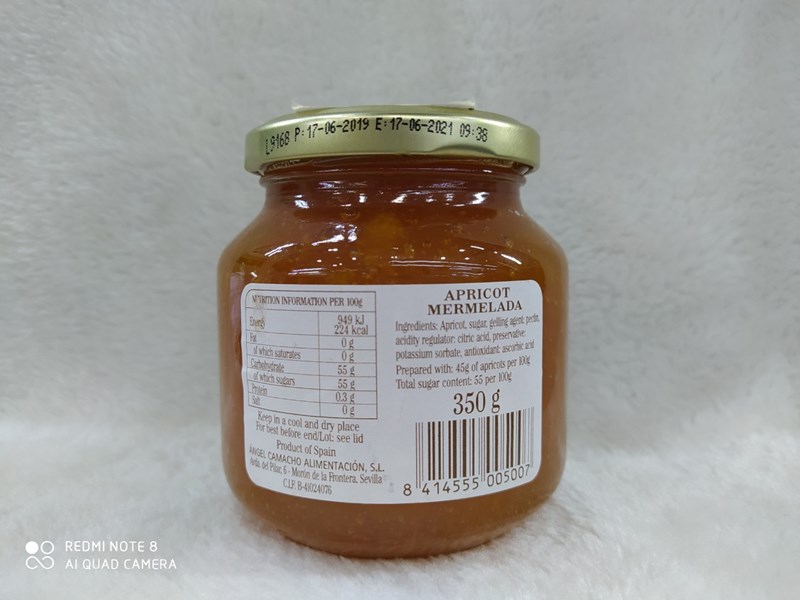 L9168 P:17-06-2019 E:17-06-2021 09:38
NUTRITION INFORMATION PER 100g
Energy 949 kJ
224 kcal
Fat 0 g
of which saturates 0 g
Carbohydrate 55 g
of which sugars 55 g
Protein 0.3 g
Salt 0 g
Keep in a cool and dry place
For best before end/Lot: see lid
Product of Spain
ÁNGEL CAMACHO ALIMENTACIÓN, S.L.
Avda. del Pilar, 6 - Morón de la Frontera, Sevilla
C.I.F. B-41024076
APRICOT
MERMELADA
Ingredients: Apricot, sugar, gelling agent, pectin,
acidity regulator: citric acid, preservative:
potassium sorbate, antioxidant: ascorbic acid
Prepared with: 45g of apricots per 100g
Total sugar content: 55 per 100g
350 g
8 414555 005007
REDMI NOTE 8
AI QUAD CAMERA